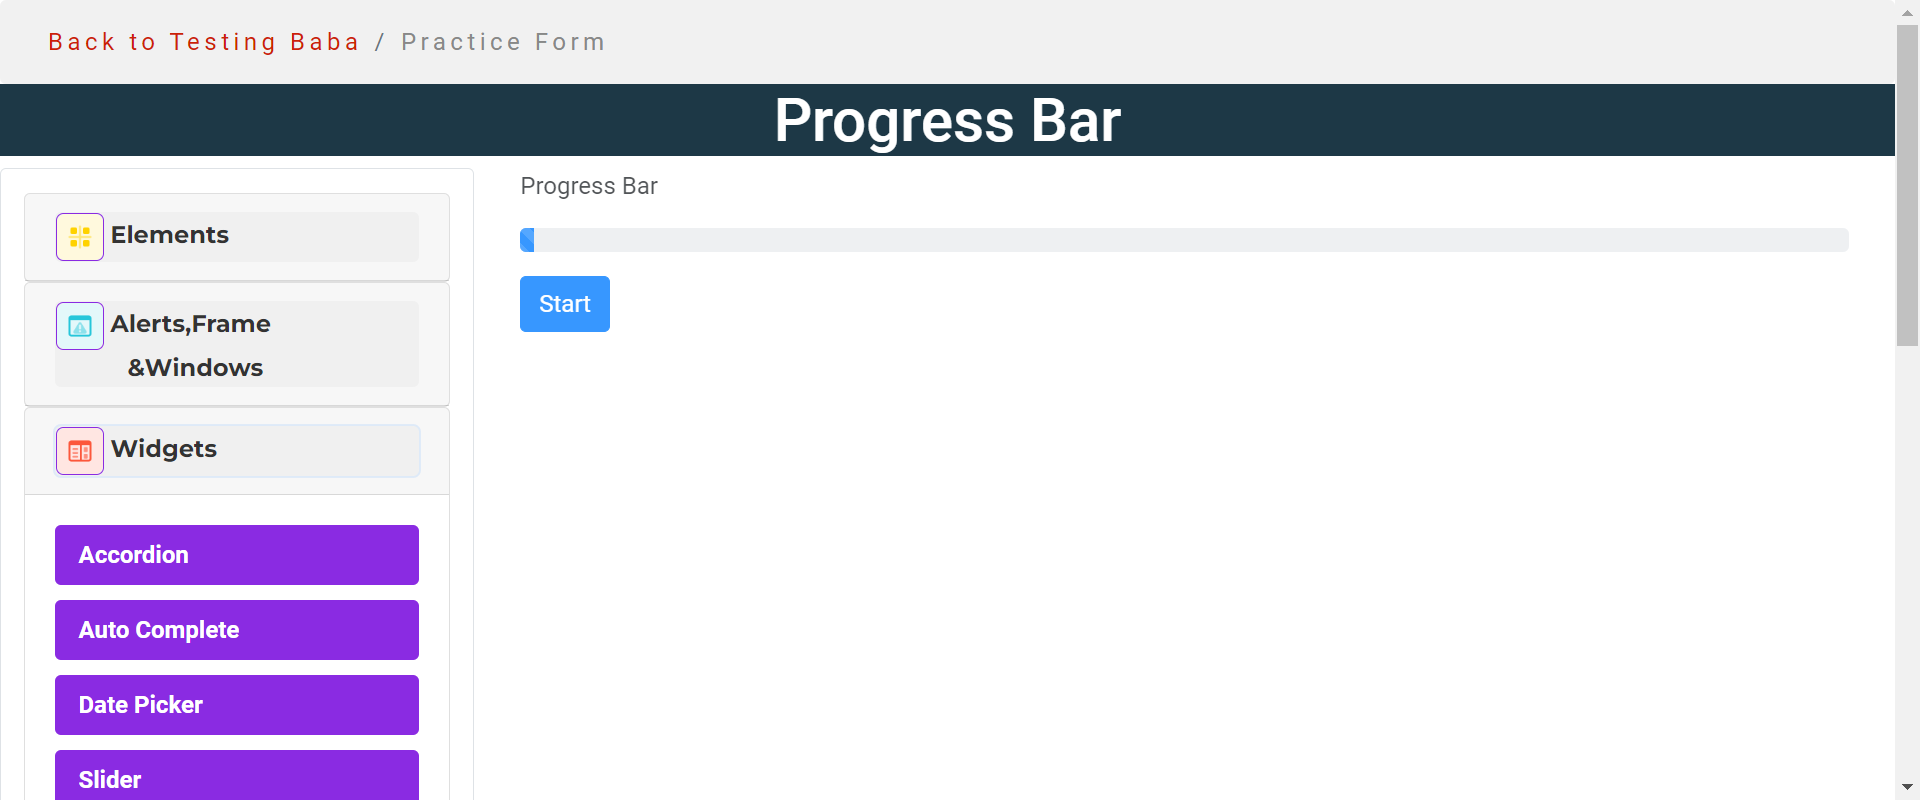 Back to Testing Baba / Practice Form
Progress Bar
Elements
Alerts,Frame
&Windows
Widgets
Accordion
Auto Complete
Date Picker
Slider
Progress Bar
Start